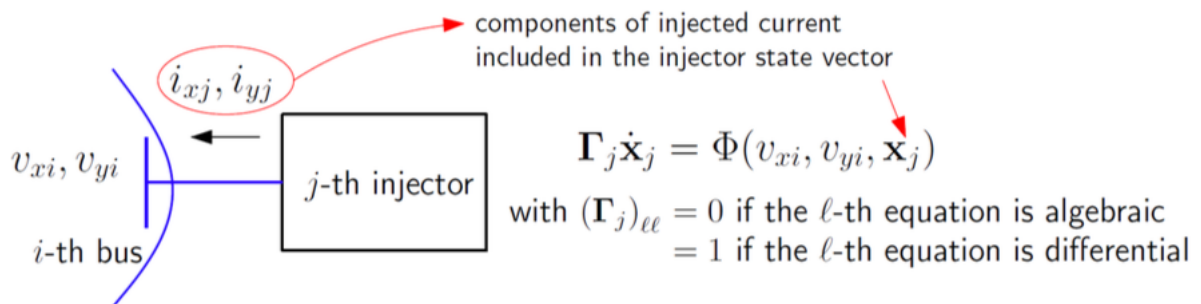 components of injected current
included in the injector state vector
i_{xj}, i_{yj}
v_{xi}, v_{yi}
j-th injector
i-th bus
𝚪_j ẋ_j = Φ(v_{xi}, v_{yi}, 𝐱_j)
with (𝚪_j)_{ℓℓ} = 0 if the ℓ-th equation is algebraic
= 1 if the ℓ-th equation is differential